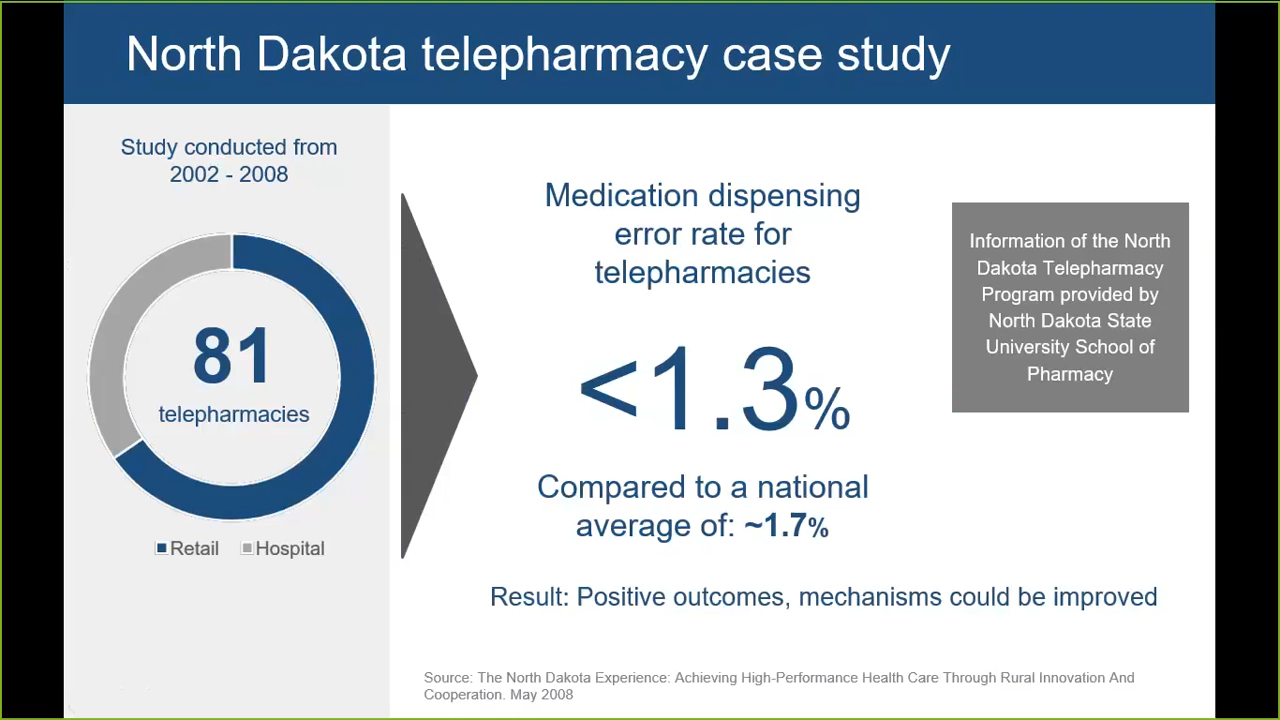 North Dakota telepharmacy case study
Study conducted from
2002 - 2008
81
telepharmacies
Retail
Hospital
Medication dispensing
error rate for
telepharmacies
<1.3%
Compared to a national
average of: ~1.7%
Result: Positive outcomes, mechanisms could be improved
Information of the North
Dakota Telepharmacy
Program provided by
North Dakota State
University School of
Pharmacy
Source: The North Dakota Experience: Achieving High-Performance Health Care Through Rural Innovation And
Cooperation. May 2008